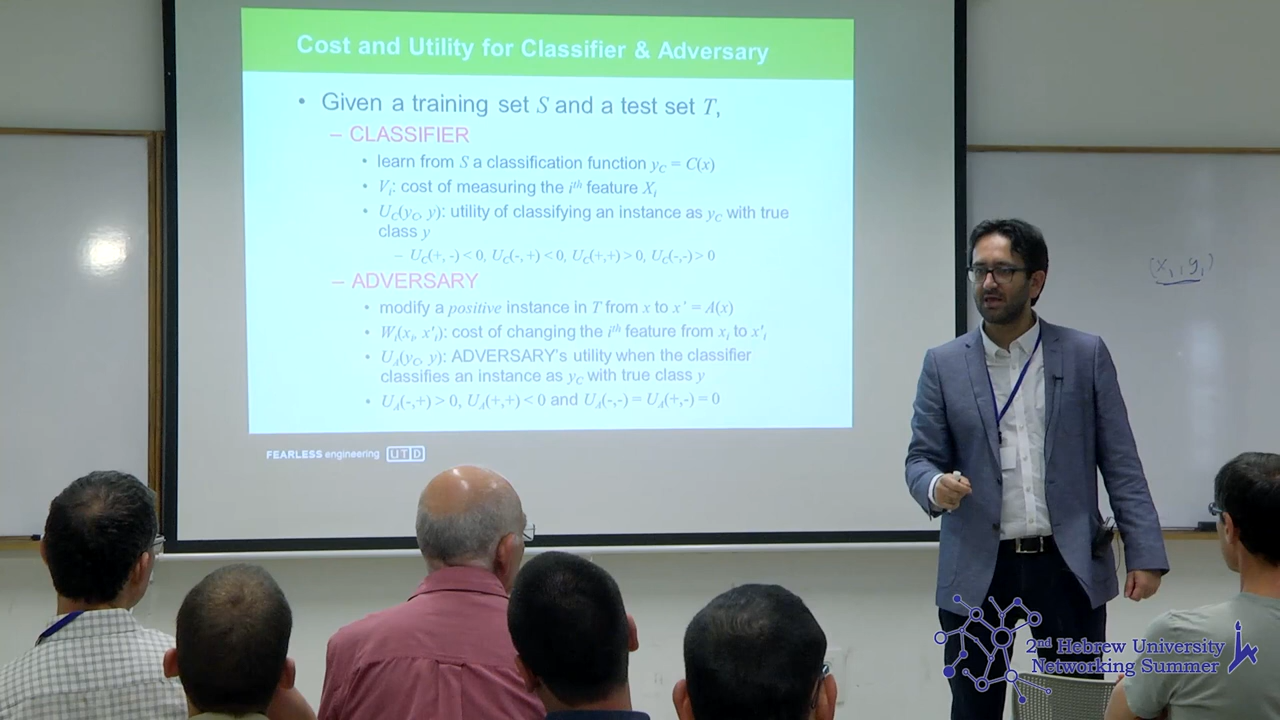 Cost and Utility for Classifier & Adversary
• Given a training set S and a test set T,
– CLASSIFIER
• learn from S a classification function y_C = C(x)
• V_i: cost of measuring the i^th feature X_i
• U_C(y_C, y): utility of classifying an instance as y_C with true
class y
– U_C(+, -) < 0, U_C(-, +) < 0, U_C(+,+) > 0, U_C(-,-) > 0
– ADVERSARY
• modify a positive instance in T from x to x' = A(x)
• W_i(x_i, x'_i): cost of changing the i^th feature from x_i to x'_i
• U_A(y_C, y): ADVERSARY's utility when the classifier
classifies an instance as y_C with true class y
• U_A(-,+) > 0, U_A(+,+) < 0 and U_A(-,-) = U_A(+,-) = 0
FEARLESS engineering UTD
(x_1, y_1)
2nd Hebrew University
Networking Summer